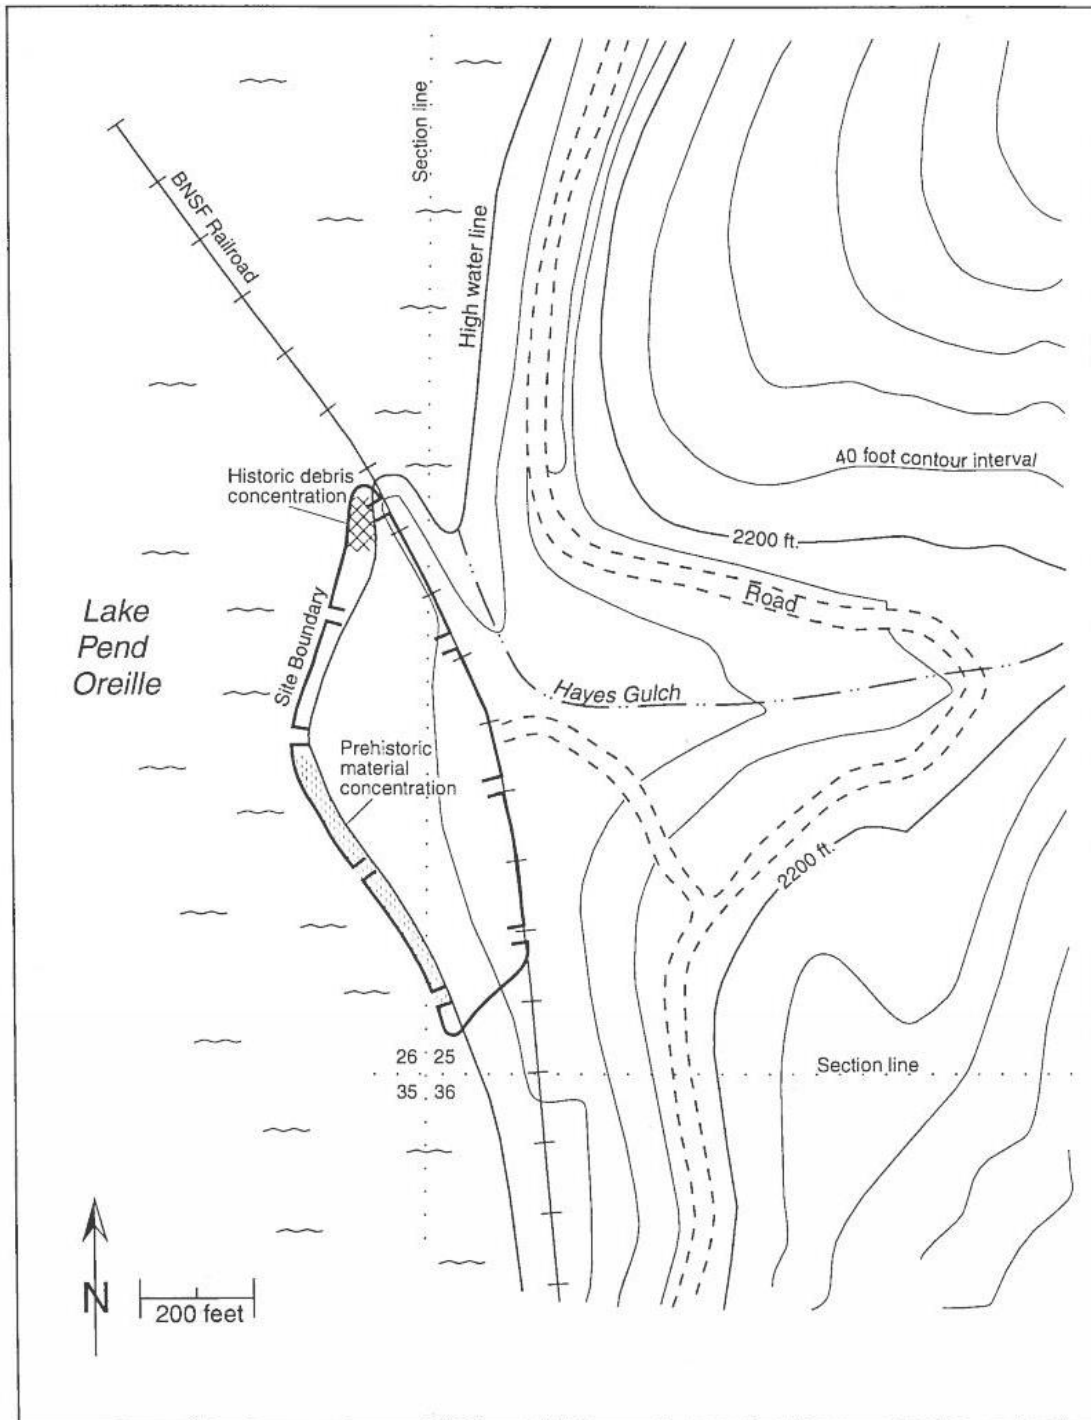 Section line
BNSF Railroad
High water line
40 foot contour interval
Historic debris
concentration
2200 ft.
Road
Lake
Pend
Oreille
Site Boundary
Hayes Gulch
Prehistoric
material
concentration
2200 ft.
26 25
35 36
Section line
N
200 feet